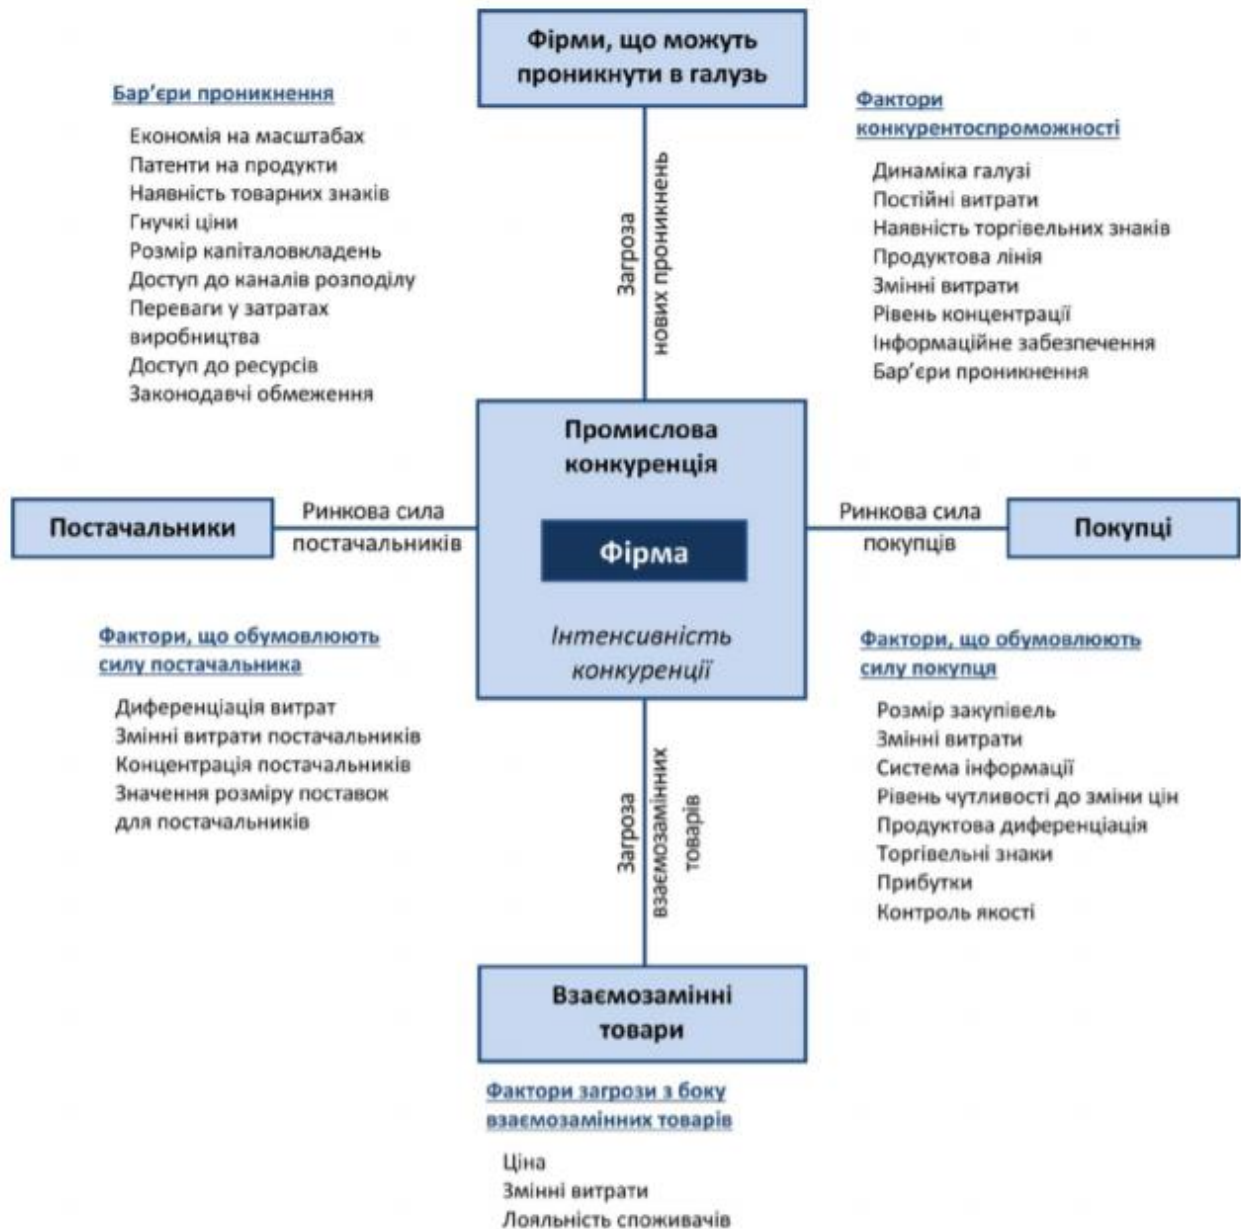 Фірми, що можуть
проникнути в галузь
Бар’єри проникнення
Економія на масштабах
Патенти на продукти
Наявність товарних знаків
Гнучкі ціни
Розмір капіталовкладень
Доступ до каналів розподілу
Переваги у затратах
виробництва
Доступ до ресурсів
Законодавчі обмеження
Загроза
нових проникнень
Фактори
конкурентоспроможності
Динаміка галузі
Постійні витрати
Наявність торгівельних знаків
Продуктова лінія
Змінні витрати
Рівень концентрації
Інформаційне забезпечення
Бар’єри проникнення
Постачальники
Ринкова сила
постачальників
Промислова
конкуренція
Фірма
Інтенсивність
конкуренції
Ринкова сила
покупців
Покупці
Фактори, що обумовлюють
силу постачальника
Диференціація витрат
Змінні витрати постачальників
Концентрація постачальників
Значення розміру поставок
для постачальників
Загроза
взаємозамінних
товарів
Фактори, що обумовлюють
силу покупця
Розмір закупівель
Змінні витрати
Система інформації
Рівень чутливості до зміни цін
Продуктова диференціація
Торгівельні знаки
Прибутки
Контроль якості
Взаємозамінні
товари
Фактори загрози з боку
взаємозамінних товарів
Ціна
Змінні витрати
Лояльність споживачів